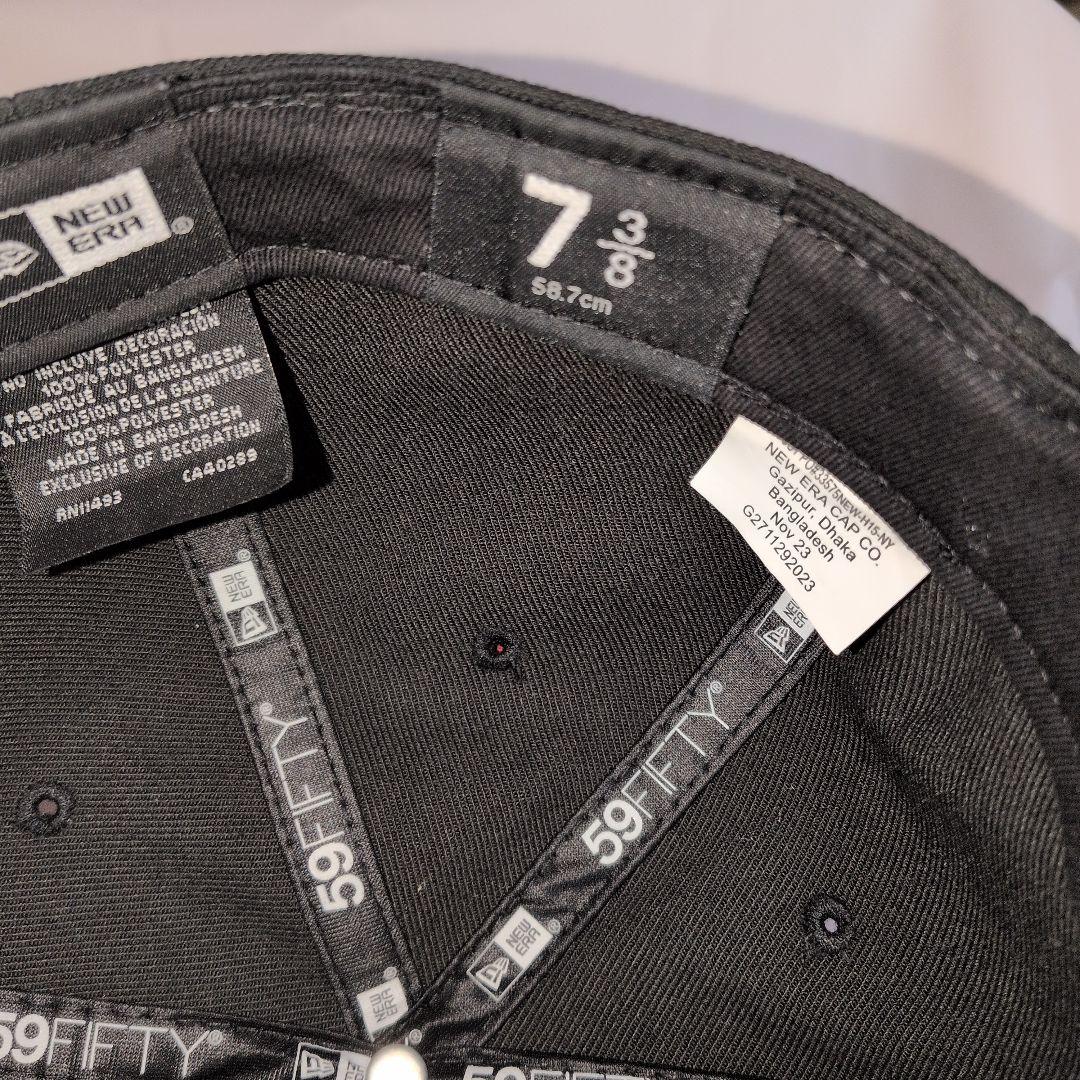 NEW
ERA®
7 3/8
58.7cm
NO INCLUYE DECORACIÓN
100% POLYESTER
FABRIQUÉ AU BANGLADESH
À L'EXCLUSION DE LA GARNITURE
100% POLYESTER
MADE IN BANGLADESH
EXCLUSIVE OF DECORATION
RN11493 CA40289
NEW ERA CAP CO.
Gazipur, Dhaka
Bangladesh
Nov 23
G2711292023
NEW
ERA®
59FIFTY®
NEW
ERA®
NEW
ERA
59FIFTY®
NEW
ERA®
59FIFTY®